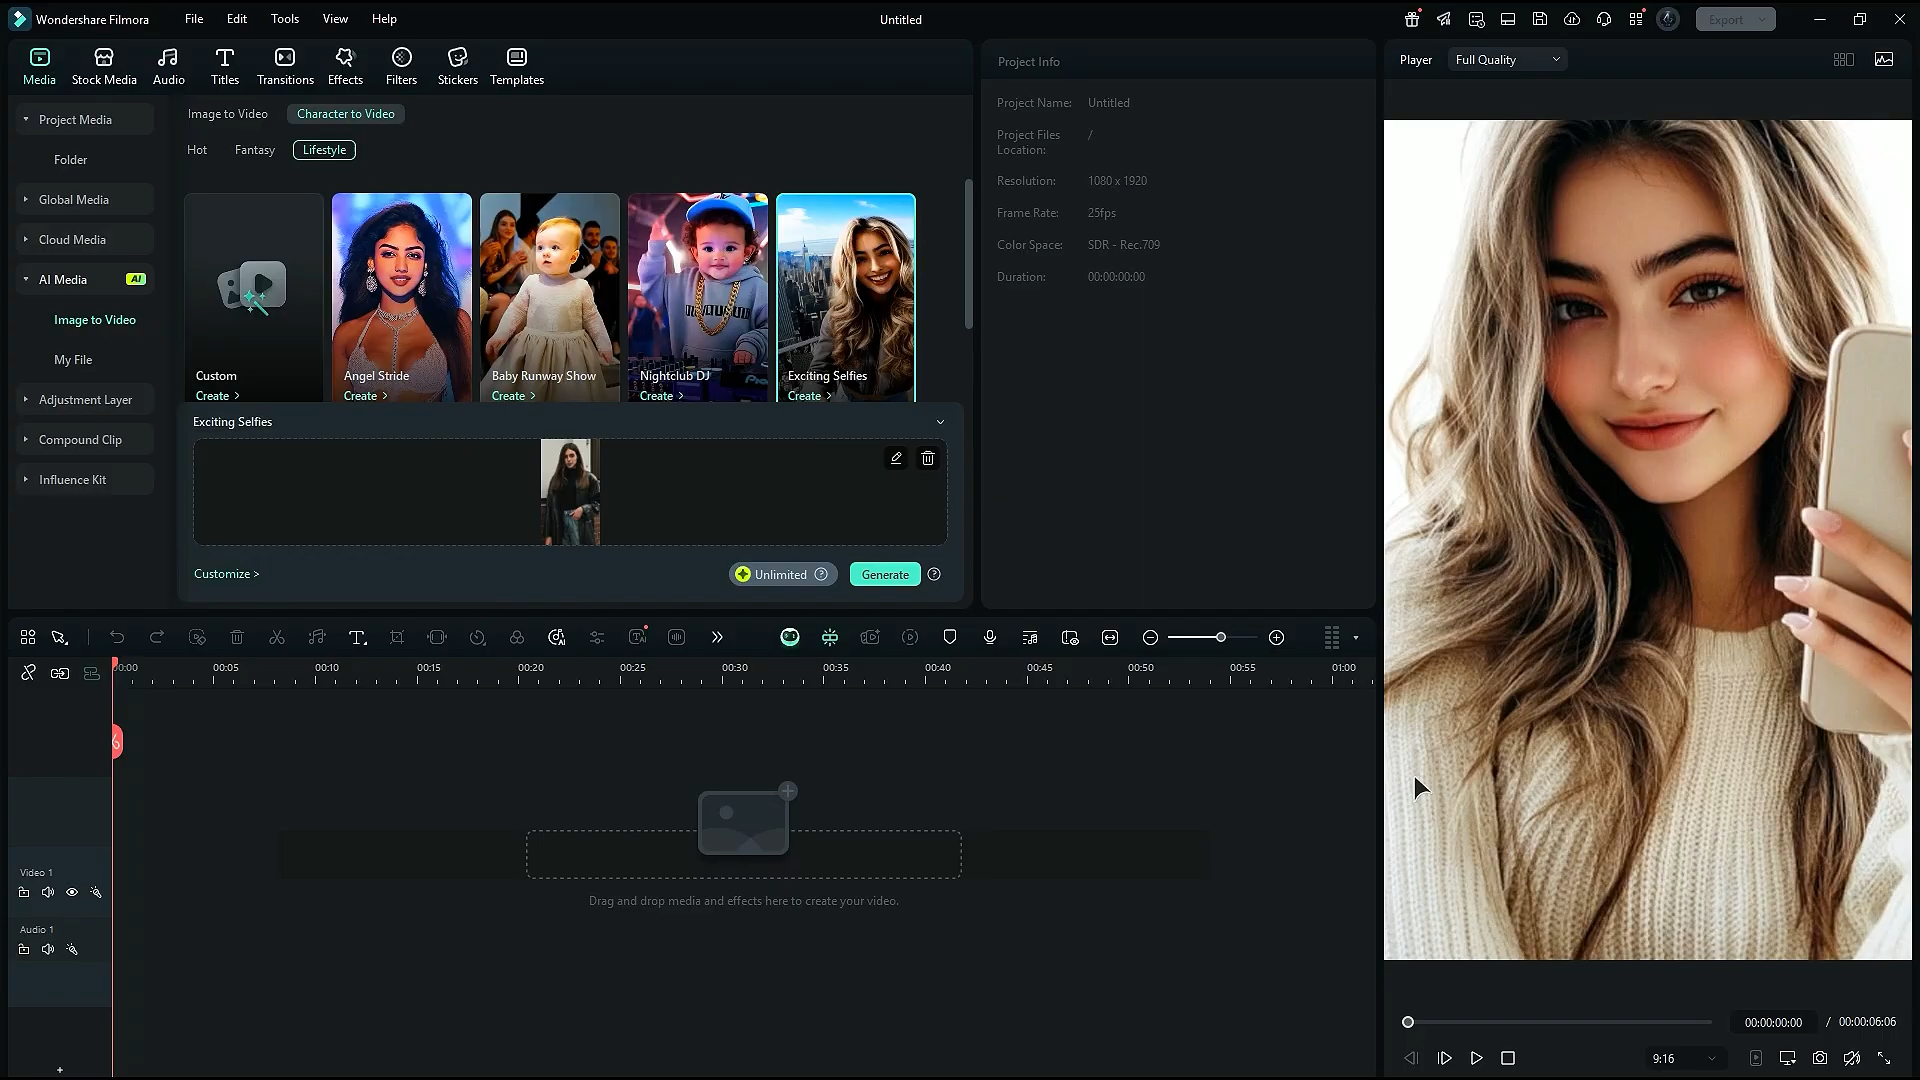 Wondershare Filmora File Edit Tools View Help Untitled Export
Media Stock Media Audio Titles Transitions Effects Filters Stickers Templates
Project Media
Folder
Global Media
Cloud Media
AI Media AI
Image to Video
My File
Adjustment Layer
Compound Clip
Influence Kit
Image to Video Character to Video
Hot Fantasy Lifestyle
Custom
Create >
Angel Stride
Create >
Baby Runway Show
Create >
Nightclub DJ
Create >
Exciting Selfies
Create >
Exciting Selfies
Customize > Unlimited Generate
Project Info
Project Name: Untitled
Project Files Location: /
Resolution: 1080 x 1920
Frame Rate: 25fps
Color Space: SDR - Rec.709
Duration: 00:00:00:00
Player Full Quality
00:00 00:05 00:10 00:15 00:20 00:25 00:30 00:35 00:40 00:45 00:50 00:55 01:00
Video 1
Audio 1
Drag and drop media and effects here to create your video.
00:00:00:00 / 00:00:06:06
9:16